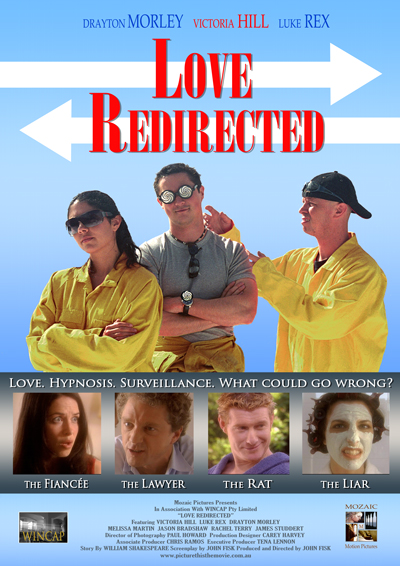 DRAYTON MORLEY VICTORIA HILL LUKE REX
LOVE
REDIRECTED
LOVE. HYPNOSIS. SURVEILLANCE. WHAT COULD GO WRONG?
THE FIANCÉE THE LAWYER THE RAT THE LIAR
Mozaic Pictures Presents
In Association With WINCAP Pty Limited
"LOVE REDIRECTED"
Featuring VICTORIA HILL LUKE REX DRAYTON MORLEY
MELISSA MARTIN JASON BRADSHAW RACHEL TERRY JAMES STUDDERT
Director of Photography PAUL HOWARD Production Designer CAREY HARVEY
Associate Producer CHRIS RAMOS Executive Producer TENA LENNON
Story By WILLIAM SHAKESPEARE Screenplay by JOHN FISK Produced and Directed by JOHN FISK
www.picturethisthemovie.com.au
WINCAP
MOZAIC
Motion Pictures